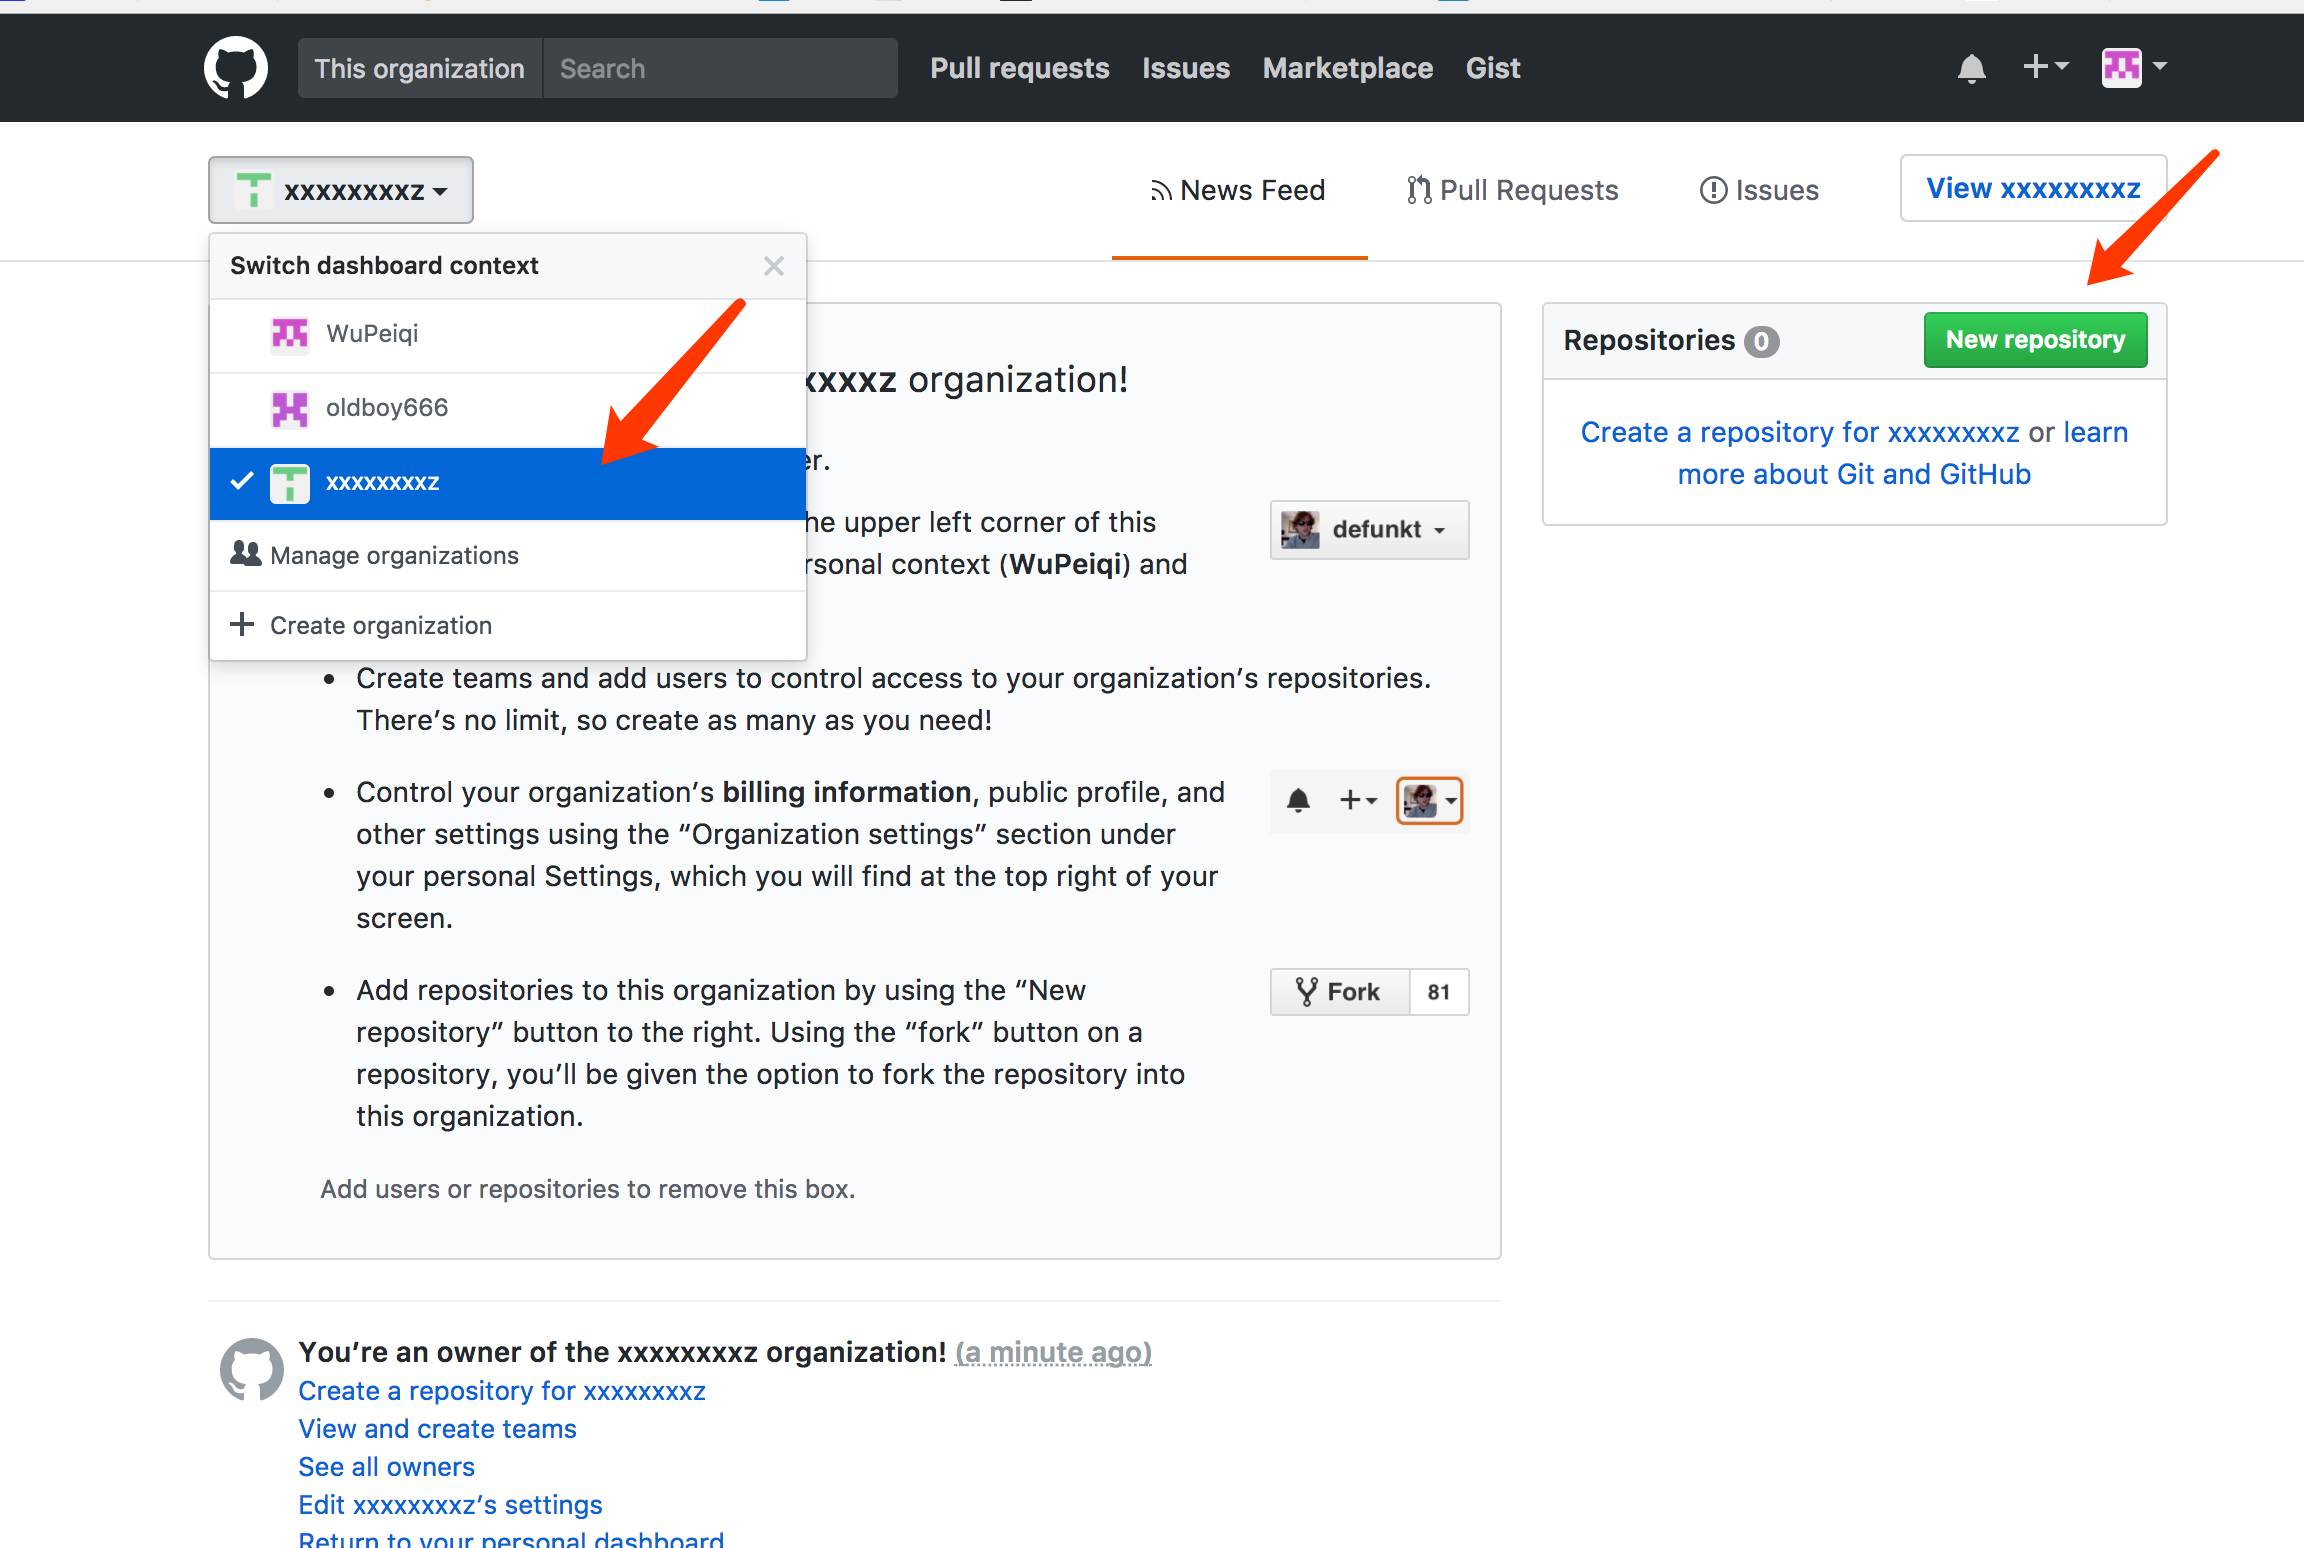 This organization Search Pull requests Issues Marketplace Gist
xxxxxxxxz News Feed Pull Requests Issues View xxxxxxxxz
Switch dashboard context
WuPeiqi
oldboy666
xxxxxxxxz
Manage organizations
Create organization
xxxxz organization!
er.
he upper left corner of this
rsonal context (WuPeiqi) and
defunkt
• Create teams and add users to control access to your organization’s repositories.
There’s no limit, so create as many as you need!
• Control your organization’s billing information, public profile, and
other settings using the “Organization settings” section under
your personal Settings, which you will find at the top right of your
screen.
• Add repositories to this organization by using the “New
repository” button to the right. Using the “fork” button on a
repository, you’ll be given the option to fork the repository into
this organization.
Fork 81
Add users or repositories to remove this box.
Repositories 0 New repository
Create a repository for xxxxxxxxz or learn
more about Git and GitHub
You’re an owner of the xxxxxxxxz organization! (a minute ago)
Create a repository for xxxxxxxxz
View and create teams
See all owners
Edit xxxxxxxxz’s settings
Return to your personal dashboard